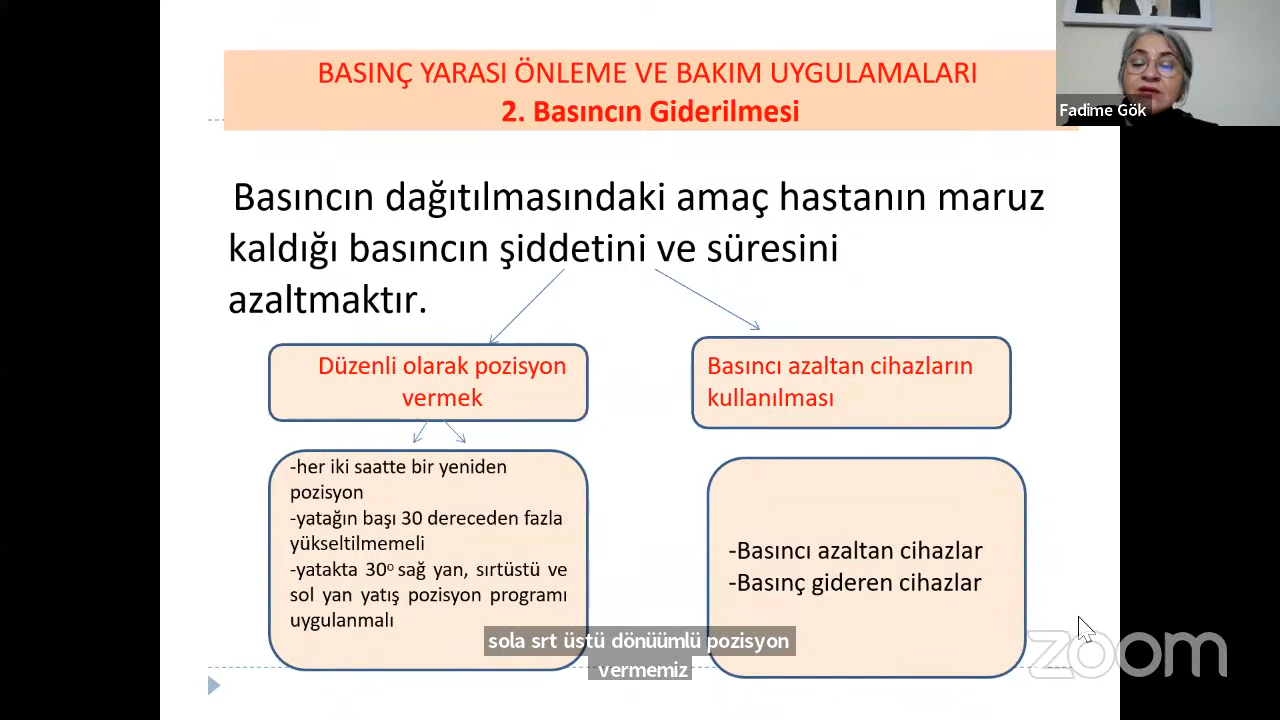 BASINÇ YARASI ÖNLEME VE BAKIM UYGULAMALARI
2. Basıncın Giderilmesi
Fadime Gök
Basıncın dağıtılmasındaki amaç hastanın maruz
kaldığı basıncın şiddetini ve süresini
azaltmaktır.
Düzenli olarak pozisyon
vermek
Basıncı azaltan cihazların
kullanılması
-her iki saatte bir yeniden
pozisyon
-yatağın başı 30 dereceden fazla
yükseltilmemeli
-yatakta 30º sağ yan, sırtüstü ve
sol yan yatış pozisyon programı
uygulanmalı
-Basıncı azaltan cihazlar
-Basınç gideren cihazlar
sola srt üstü dönüümlü pozisyon
vermemiz
zoom